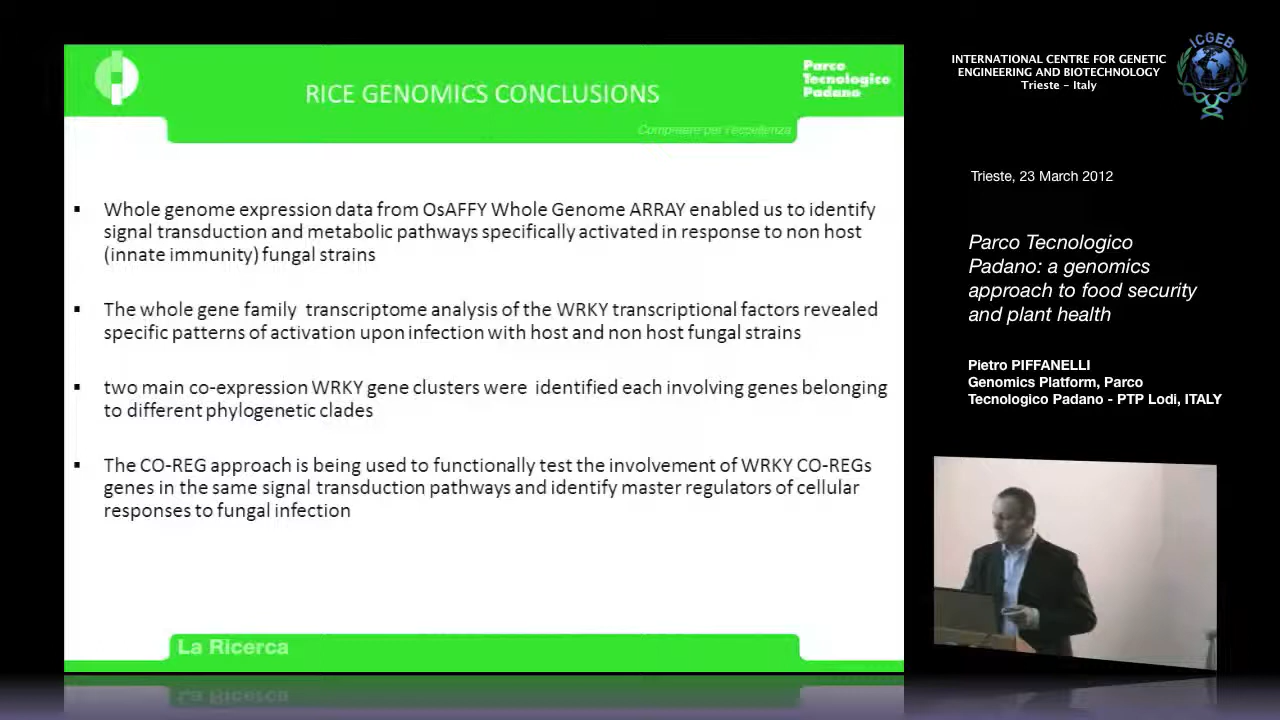 RICE GENOMICS CONCLUSIONS
Parco
Tecnologico
Padano
Competere per l'eccellenza
▪ Whole genome expression data from OsAFFY Whole Genome ARRAY enabled us to identify
signal transduction and metabolic pathways specifically activated in response to non host
(innate immunity) fungal strains
▪ The whole gene family transcriptome analysis of the WRKY transcriptional factors revealed
specific patterns of activation upon infection with host and non host fungal strains
▪ two main co-expression WRKY gene clusters were identified each involving genes belonging
to different phylogenetic clades
▪ The CO-REG approach is being used to functionally test the involvement of WRKY CO-REGs
genes in the same signal transduction pathways and identify master regulators of cellular
responses to fungal infection
La Ricerca
INTERNATIONAL CENTRE FOR GENETIC
ENGINEERING AND BIOTECHNOLOGY
Trieste - Italy
ICGEB
Trieste, 23 March 2012
Parco Tecnologico
Padano: a genomics
approach to food security
and plant health
Pietro PIFFANELLI
Genomics Platform, Parco
Tecnologico Padano - PTP Lodi, ITALY